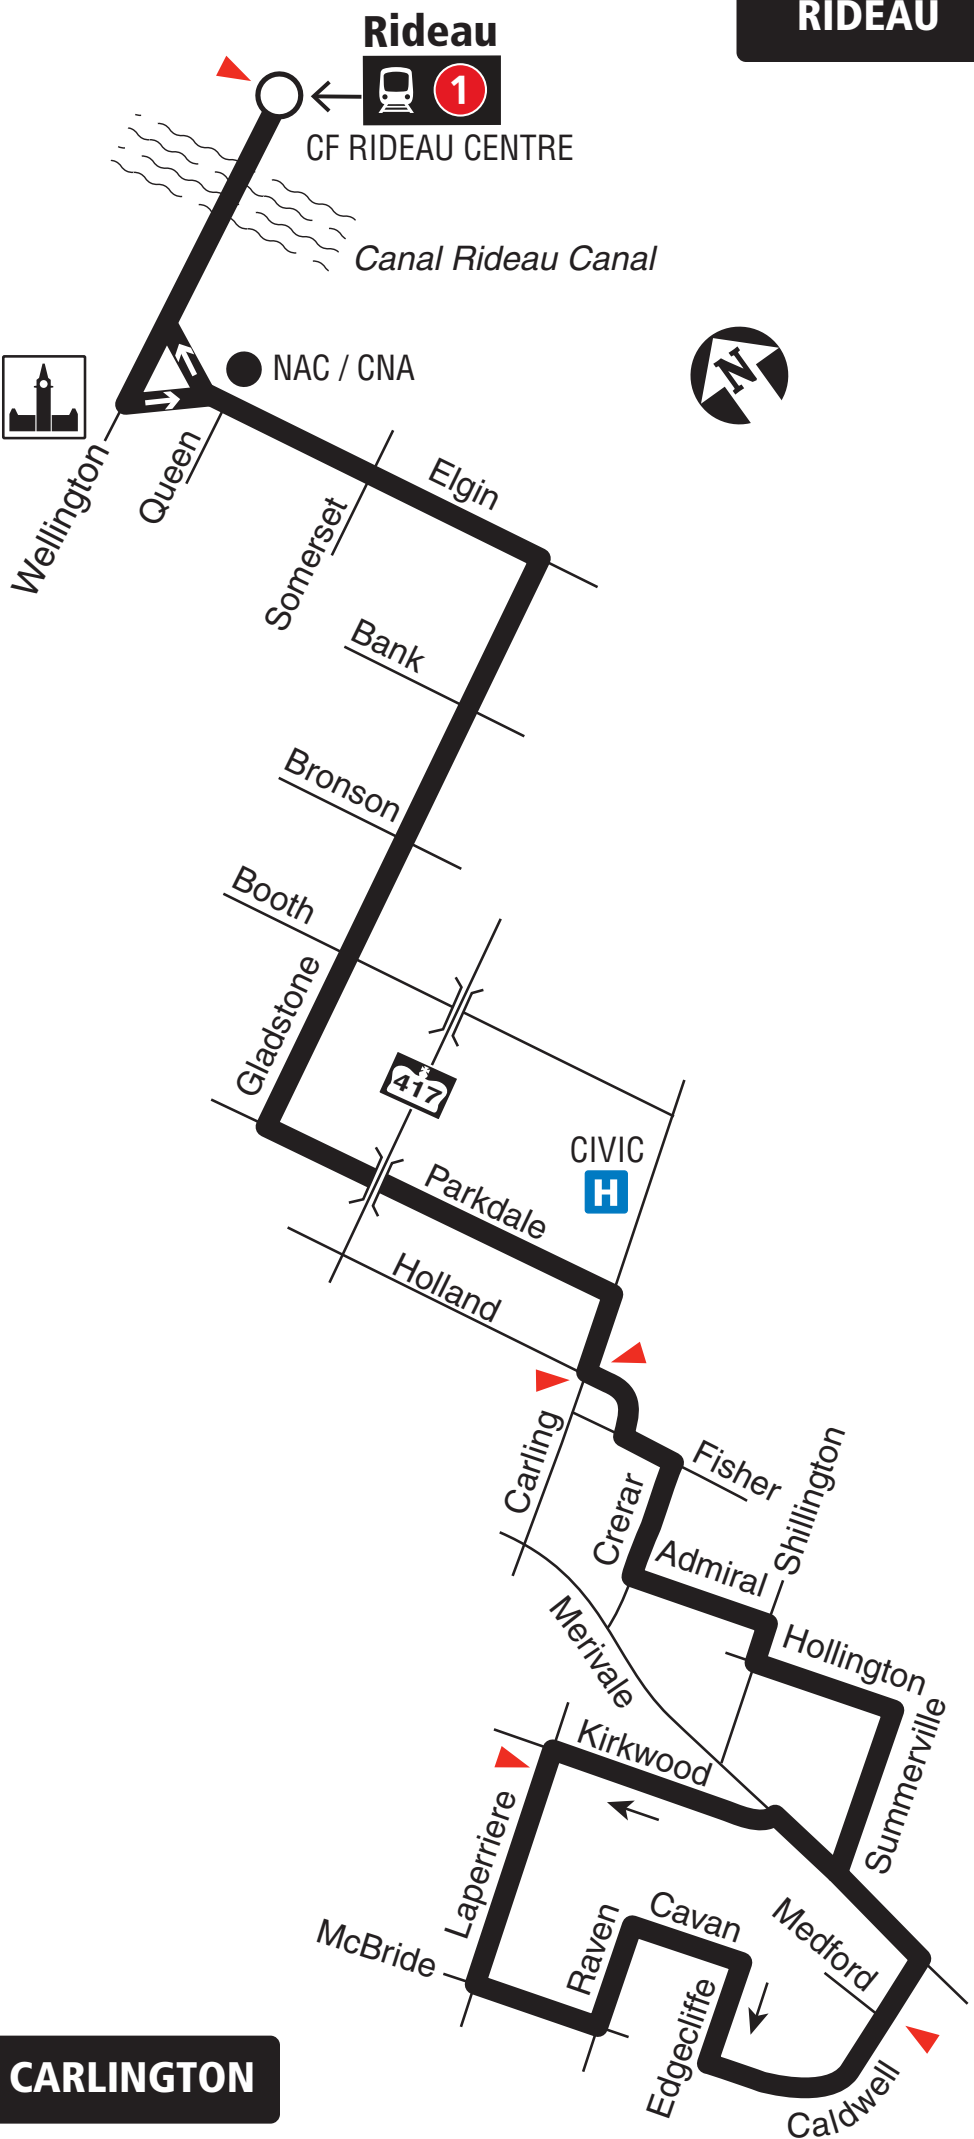 RIDEAU
Rideau
1
CF RIDEAU CENTRE
Canal Rideau Canal
NAC / CNA
N
Wellington
Queen
Somerset
Elgin
Bank
Bronson
Booth
Gladstone
417
CIVIC
H
Parkdale
Holland
Carling
Fisher
Crerar
Shillington
Admiral
Merivale
Hollington
Kirkwood
Summerville
Laperriere
McBride
Raven
Cavan
Medford
Edgecliffe
Caldwell
CARLINGTON